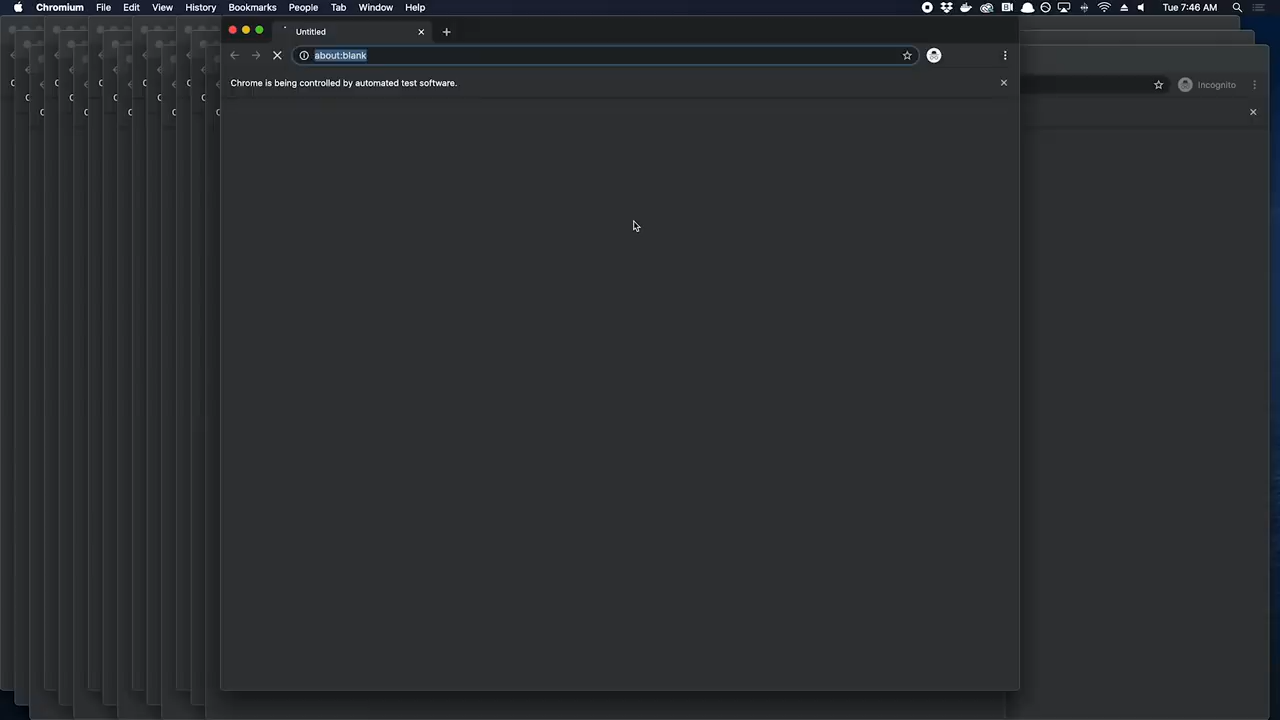 Chromium File Edit View History Bookmarks People Tab Window Help Tue 7:46 AM
Untitled
about:blank
Incognito
Chrome is being controlled by automated test software.